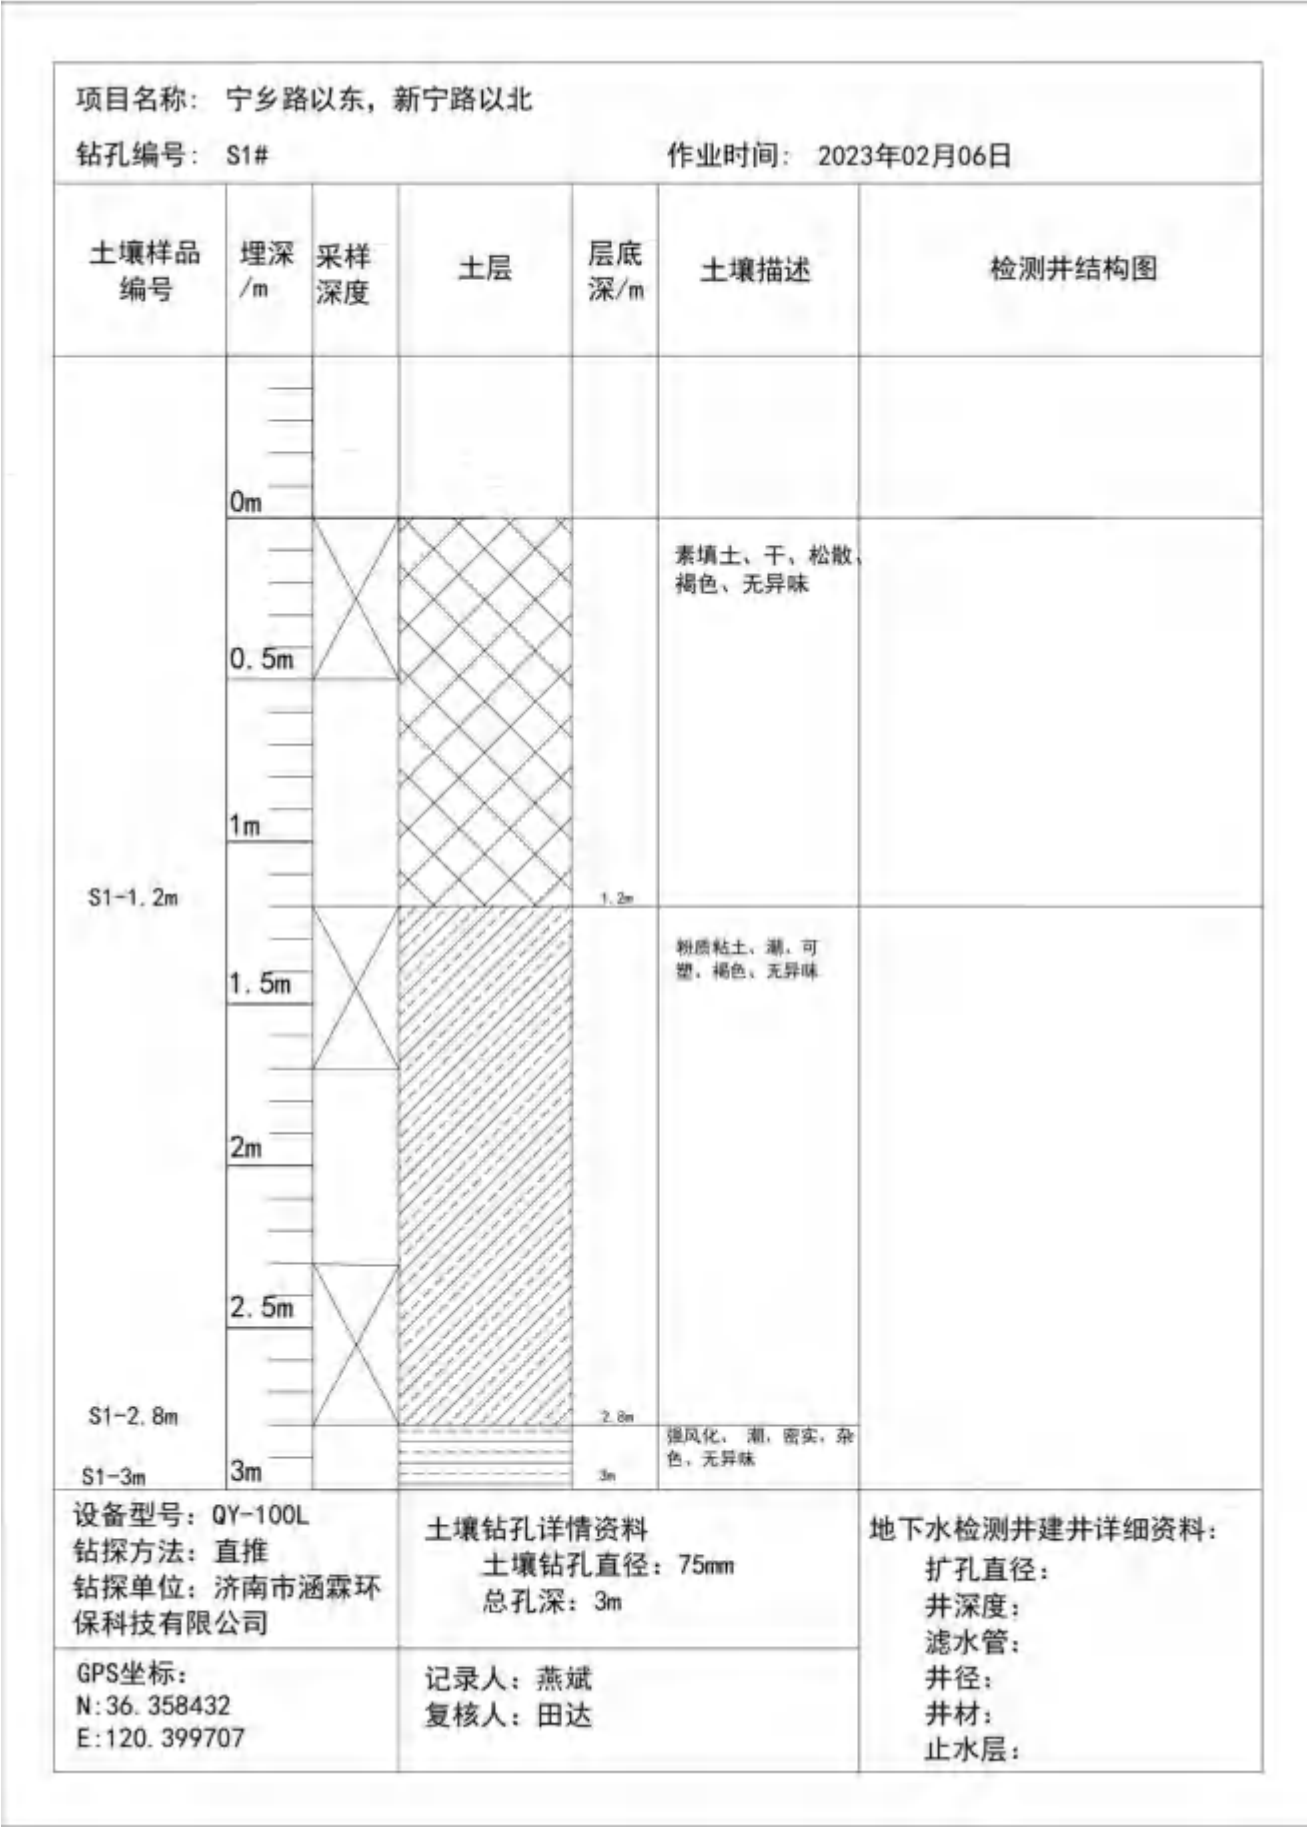 项目名称： 宁乡路以东，新宁路以北
钻孔编号： S1#
作业时间： 2023年02月06日
土壤样品
编号
埋深
/m
采样
深度
土层
层底
深/m
土壤描述
检测井结构图
0m
素填土、干、松散、
褐色、无异味
0.5m
1m
S1-1.2m
1.2m
粉质粘土、潮、可
塑、褐色、无异味
1.5m
2m
2.5m
S1-2.8m
2.8m
强风化、 潮、密实、杂
色、无异味
S1-3m
3m
3m
设备型号：QY-100L
钻探方法：直推
钻探单位：济南市涵霖环
保科技有限公司
土壤钻孔详情资料
土壤钻孔直径：75mm
总孔深：3m
地下水检测井建井详细资料：
扩孔直径：
井深度：
滤水管：
井径：
井材：
止水层：
GPS坐标：
N:36.358432
E:120.399707
记录人：燕斌
复核人：田达